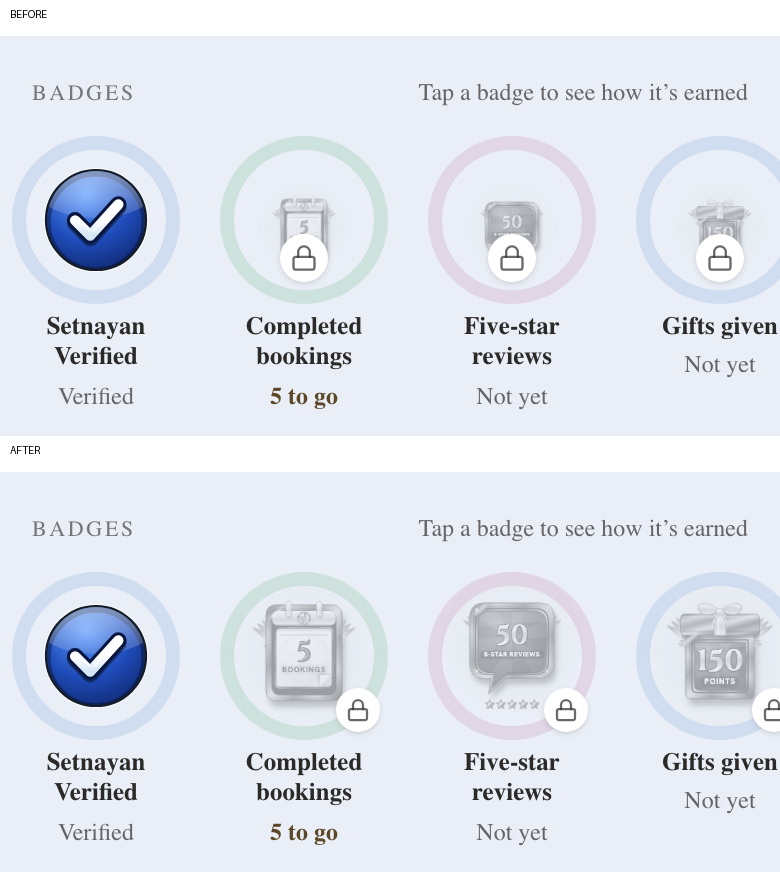 BEFORE
BADGES
Tap a badge to see how it’s earned
5
50
5-STAR REVIEWS
150
Setnayan
Verified
Verified
Completed
bookings
5 to go
Five-star
reviews
Not yet
Gifts given
Not yet
AFTER
BADGES
Tap a badge to see how it’s earned
5
BOOKINGS
50
5-STAR REVIEWS
150
POINTS
Setnayan
Verified
Verified
Completed
bookings
5 to go
Five-star
reviews
Not yet
Gifts given
Not yet